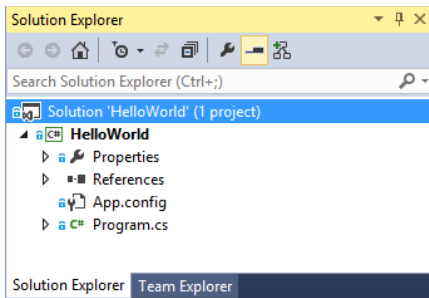 Solution Explorer
Search Solution Explorer (Ctrl+;)
Solution 'HelloWorld' (1 project)
C# HelloWorld
Properties
References
App.config
C# Program.cs
Solution Explorer Team Explorer